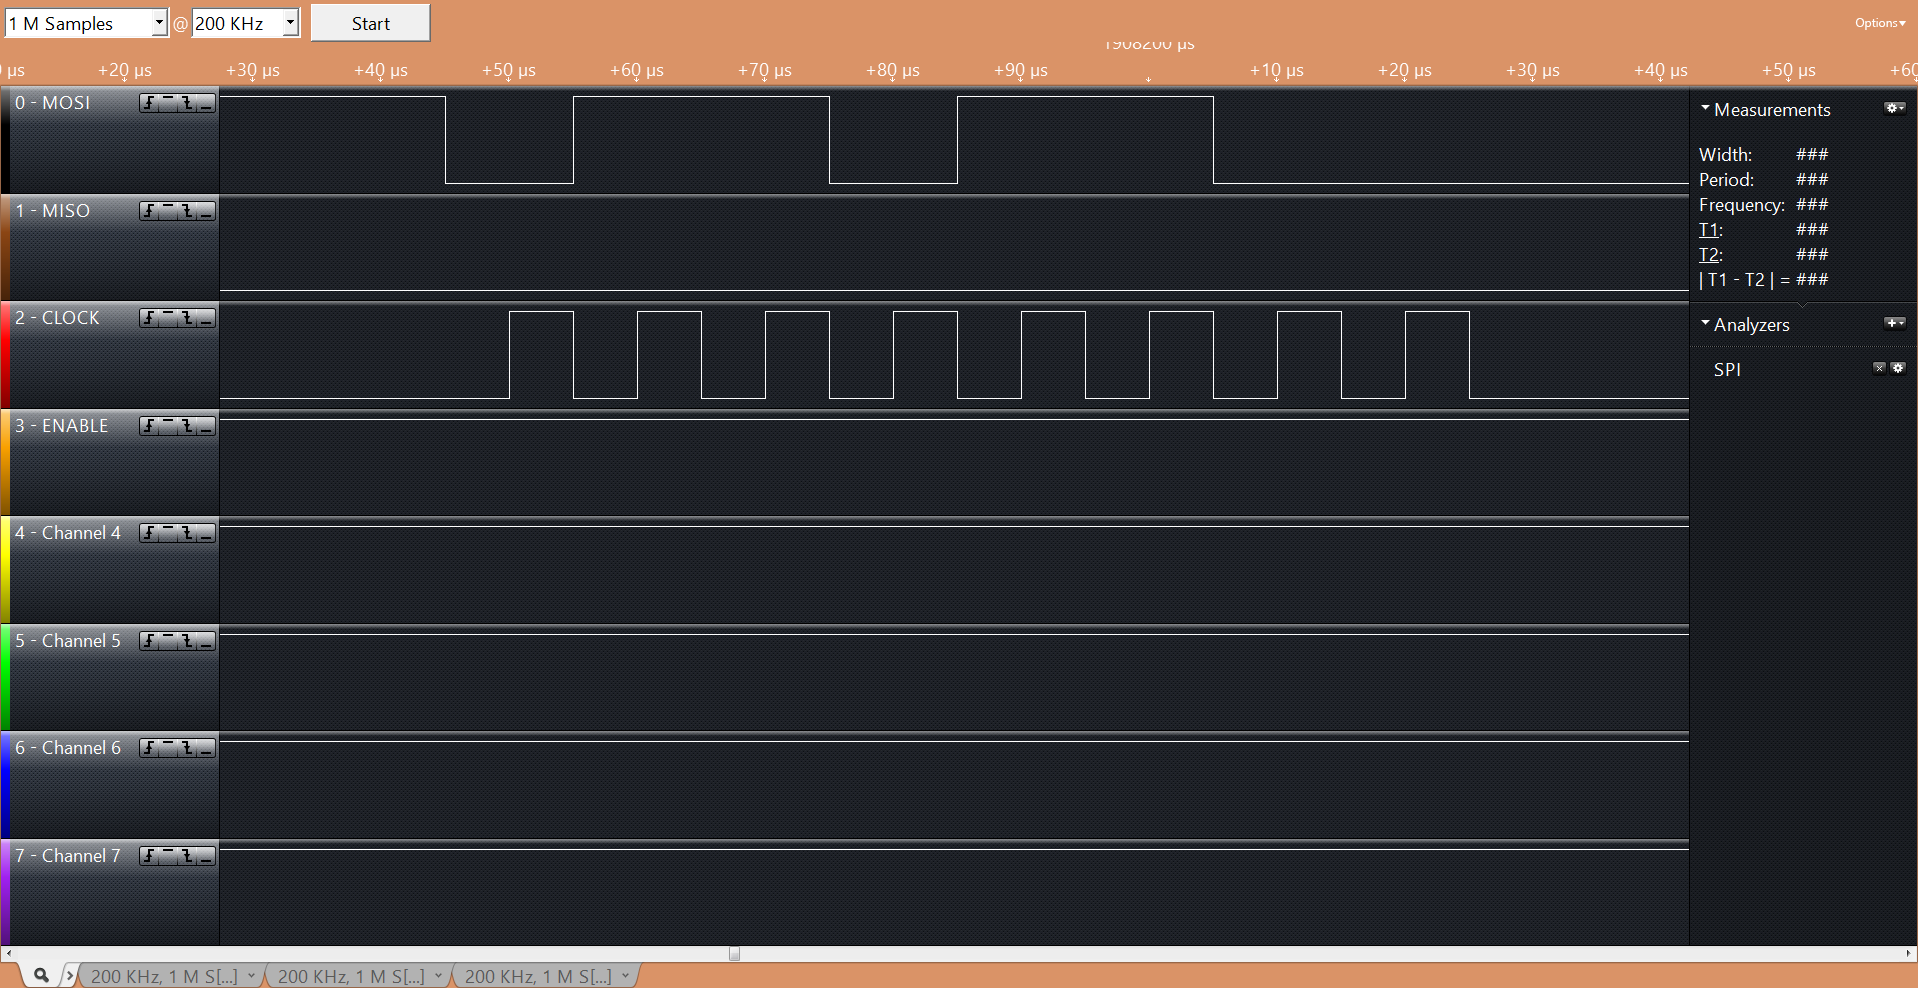 1 M Samples @ 200 KHz Start Options
1908200 µs
0 µs +20 µs +30 µs +40 µs +50 µs +60 µs +70 µs +80 µs +90 µs +10 µs +20 µs +30 µs +40 µs +50 µs +60
0 - MOSI
1 - MISO
2 - CLOCK
3 - ENABLE
4 - Channel 4
5 - Channel 5
6 - Channel 6
7 - Channel 7
Measurements
Width: ###
Period: ###
Frequency: ###
T1: ###
T2: ###
| T1 - T2 | = ###
Analyzers
SPI
200 KHz, 1 M S[...] 200 KHz, 1 M S[...] 200 KHz, 1 M S[...]